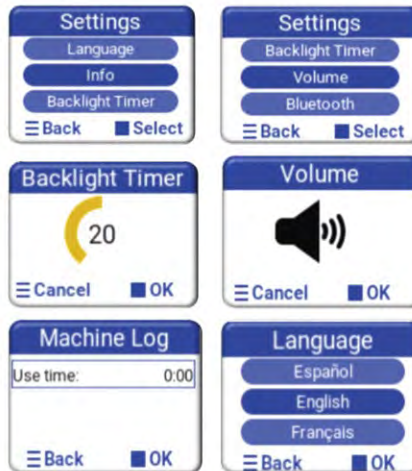 Settings
Language
Info
Backlight Timer
Back Select
Settings
Backlight Timer
Volume
Bluetooth
Back Select
Backlight Timer
20
Cancel OK
Volume
Cancel OK
Machine Log
Use time: 0:00
Back OK
Language
Español
English
Français
Back OK